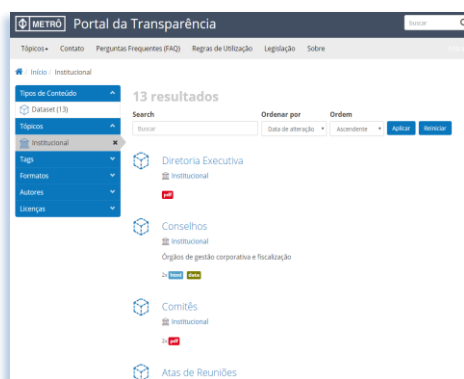 METRÔ Portal da Transparência
buscar
Tópicos Contato Perguntas Frequentes (FAQ) Regras de Utilização Legislação Sobre
/ Início / Institucional
Tipos de Conteúdo
Dataset (13)
Tópicos
Institucional
Tags
Formatos
Autores
Licenças
13 resultados
Search Ordenar por Ordem
Buscar Data de alteração Ascendente Aplicar Reiniciar
Diretoria Executiva
Institucional
pdf
Conselhos
Institucional
Órgãos de gestão corporativa e fiscalização
2x html data
Comitês
Institucional
2x pdf
Atas de Reuniões